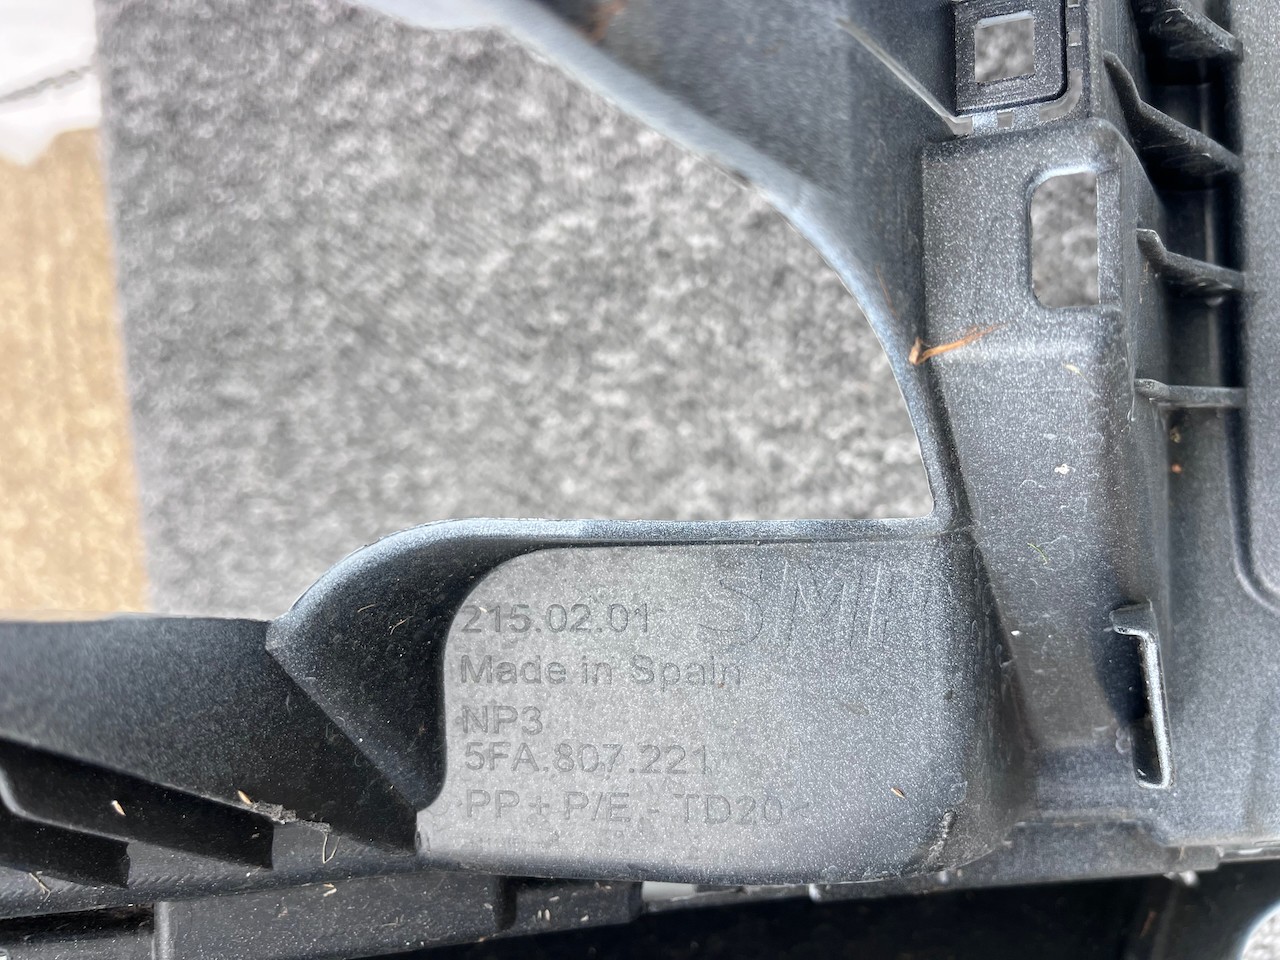 215.02.01
Made in Spain
NP3
5FA.807.221
PP + P/E - TD20<